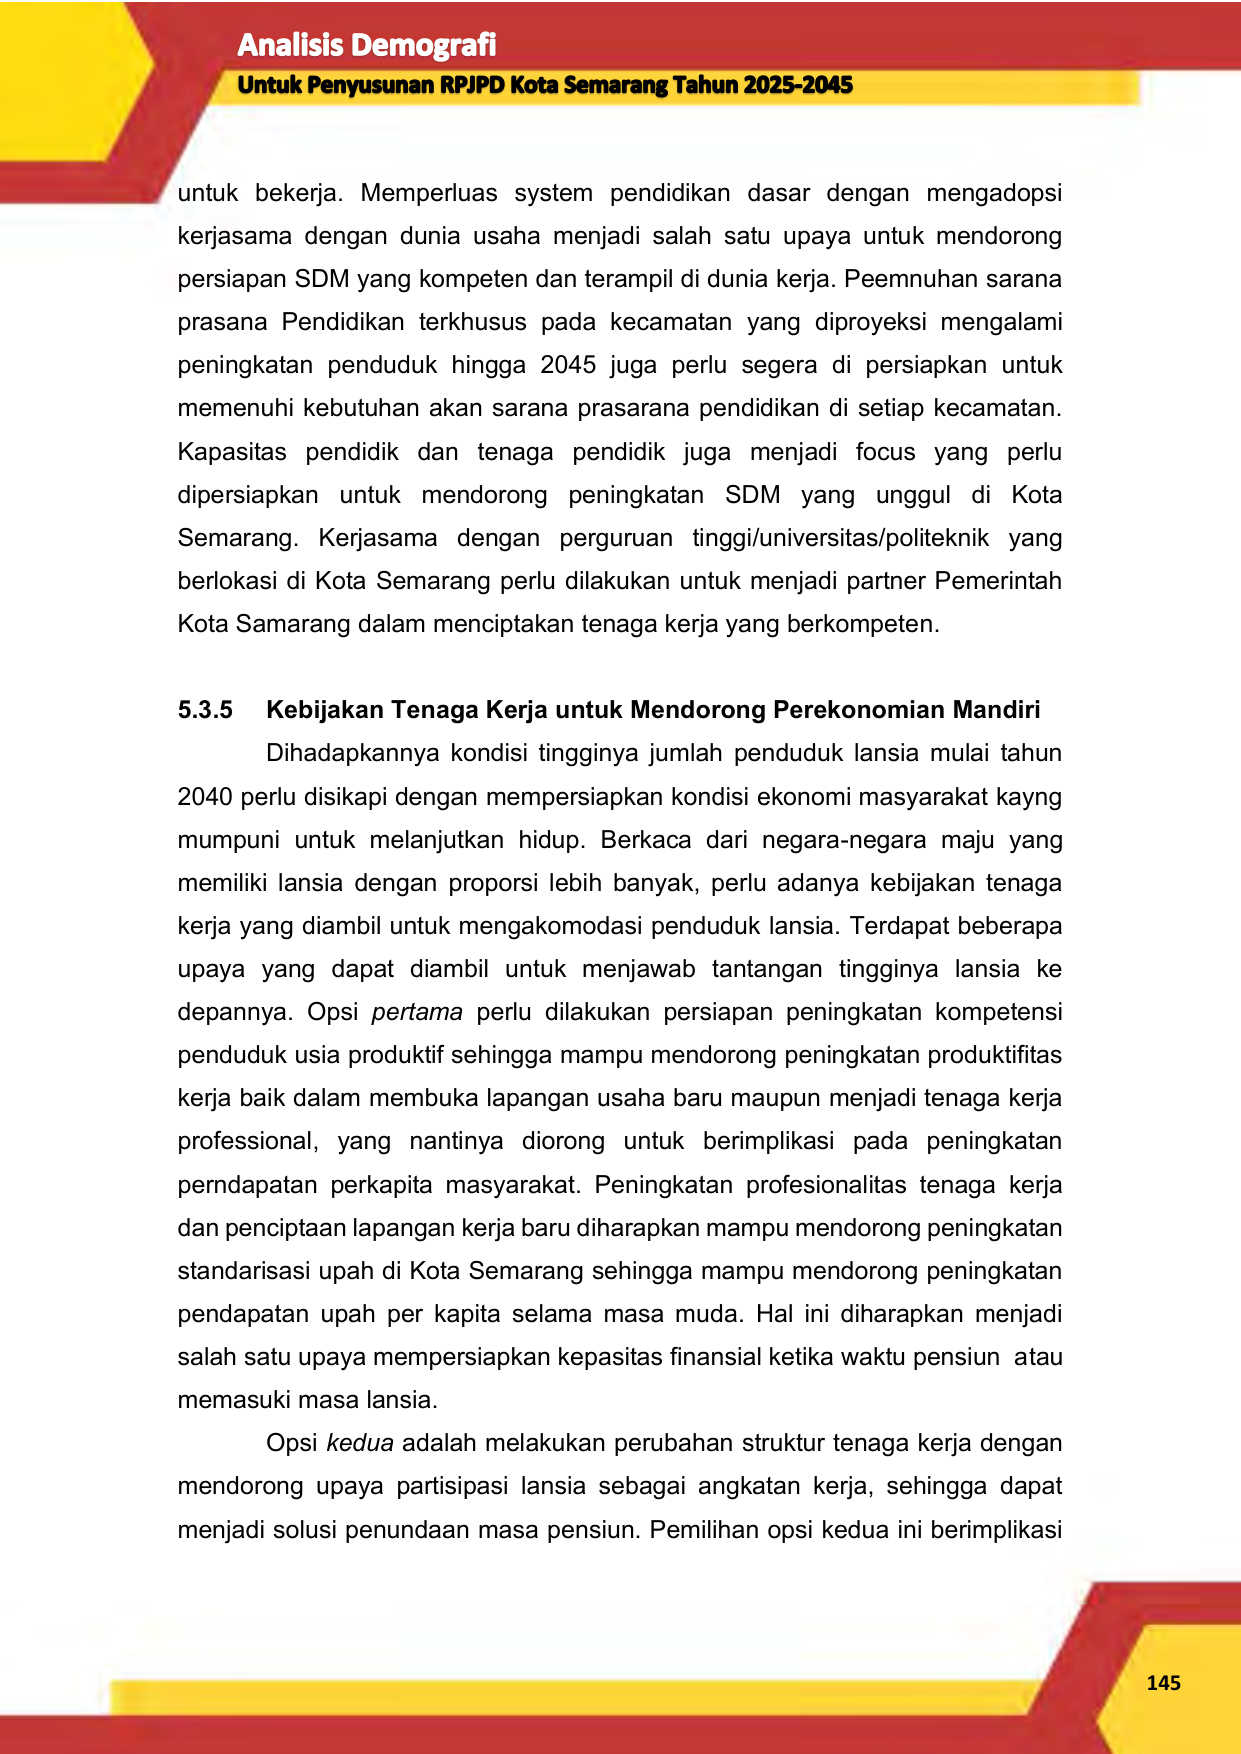 Analisis Demografi
Untuk Penyusunan RPJPD Kota Semarang Tahun 2025-2045
untuk bekerja. Memperluas system pendidikan dasar dengan mengadopsi
kerjasama dengan dunia usaha menjadi salah satu upaya untuk mendorong
persiapan SDM yang kompeten dan terampil di dunia kerja. Peemnuhan sarana
prasana Pendidikan terkhusus pada kecamatan yang diproyeksi mengalami
peningkatan penduduk hingga 2045 juga perlu segera di persiapkan untuk
memenuhi kebutuhan akan sarana prasarana pendidikan di setiap kecamatan.
Kapasitas pendidik dan tenaga pendidik juga menjadi focus yang perlu
dipersiapkan untuk mendorong peningkatan SDM yang unggul di Kota
Semarang. Kerjasama dengan perguruan tinggi/universitas/politeknik yang
berlokasi di Kota Semarang perlu dilakukan untuk menjadi partner Pemerintah
Kota Samarang dalam menciptakan tenaga kerja yang berkompeten.
5.3.5 Kebijakan Tenaga Kerja untuk Mendorong Perekonomian Mandiri
Dihadapkannya kondisi tingginya jumlah penduduk lansia mulai tahun
2040 perlu disikapi dengan mempersiapkan kondisi ekonomi masyarakat kayng
mumpuni untuk melanjutkan hidup. Berkaca dari negara-negara maju yang
memiliki lansia dengan proporsi lebih banyak, perlu adanya kebijakan tenaga
kerja yang diambil untuk mengakomodasi penduduk lansia. Terdapat beberapa
upaya yang dapat diambil untuk menjawab tantangan tingginya lansia ke
depannya. Opsi pertama perlu dilakukan persiapan peningkatan kompetensi
penduduk usia produktif sehingga mampu mendorong peningkatan produktifitas
kerja baik dalam membuka lapangan usaha baru maupun menjadi tenaga kerja
professional, yang nantinya diorong untuk berimplikasi pada peningkatan
perndapatan perkapita masyarakat. Peningkatan profesionalitas tenaga kerja
dan penciptaan lapangan kerja baru diharapkan mampu mendorong peningkatan
standarisasi upah di Kota Semarang sehingga mampu mendorong peningkatan
pendapatan upah per kapita selama masa muda. Hal ini diharapkan menjadi
salah satu upaya mempersiapkan kepasitas finansial ketika waktu pensiun atau
memasuki masa lansia.
Opsi kedua adalah melakukan perubahan struktur tenaga kerja dengan
mendorong upaya partisipasi lansia sebagai angkatan kerja, sehingga dapat
menjadi solusi penundaan masa pensiun. Pemilihan opsi kedua ini berimplikasi
145